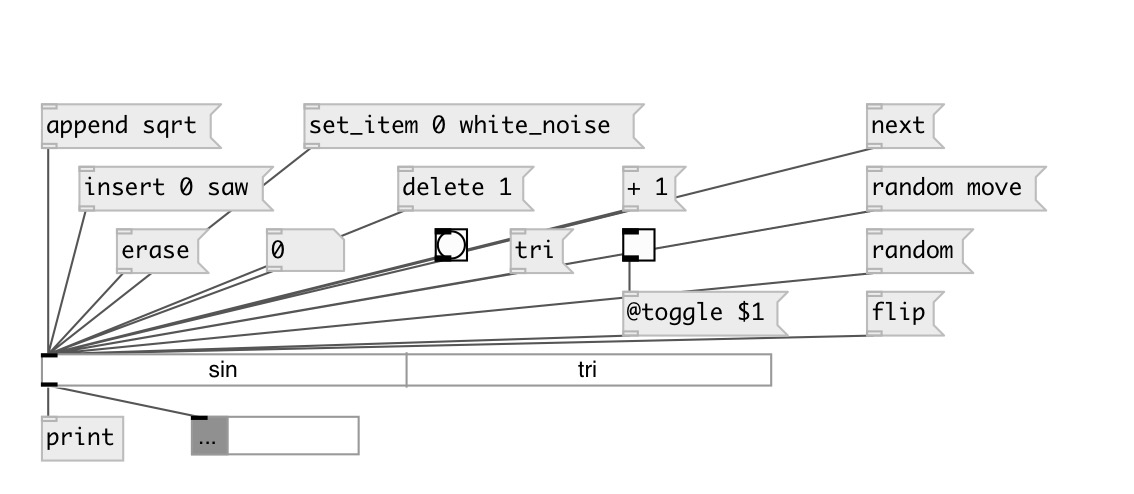 append sqrt
set_item 0 white_noise
next
insert 0 saw
delete 1
+ 1
random move
erase
0
tri
random
@toggle $1
flip
sin
tri
print
...